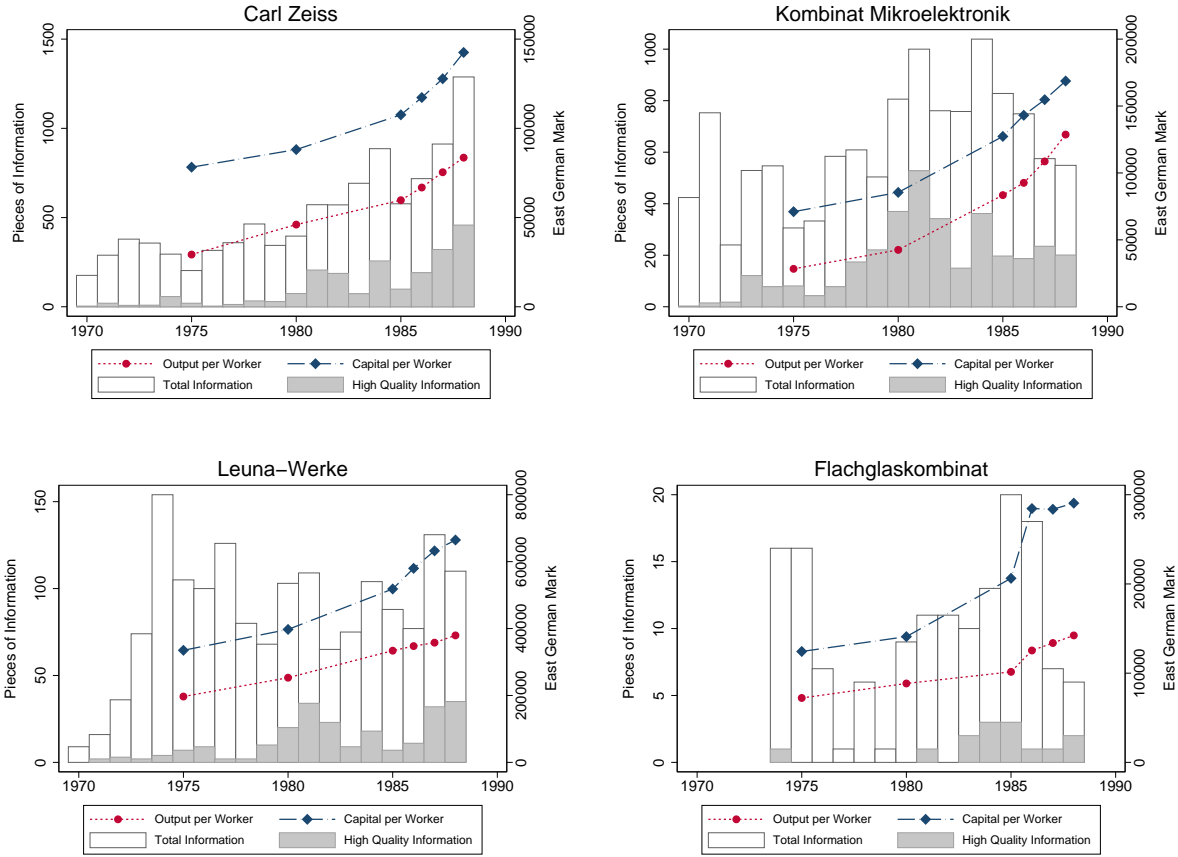 Carl Zeiss
Pieces of Information
0 500 1000 1500
East German Mark
0 50000 100000 150000
1970 1975 1980 1985 1990
Output per Worker Capital per Worker
Total Information High Quality Information
Kombinat Mikroelektronik
Pieces of Information
0 200 400 600 800 1000
East German Mark
0 50000 100000 150000 200000
1970 1975 1980 1985 1990
Output per Worker Capital per Worker
Total Information High Quality Information
Leuna−Werke
Pieces of Information
0 50 100 150
East German Mark
0 200000 400000 600000 800000
1970 1975 1980 1985 1990
Output per Worker Capital per Worker
Total Information High Quality Information
Flachglaskombinat
Pieces of Information
0 5 10 15 20
East German Mark
0 100000 200000 300000
1970 1975 1980 1985 1990
Output per Worker Capital per Worker
Total Information High Quality Information